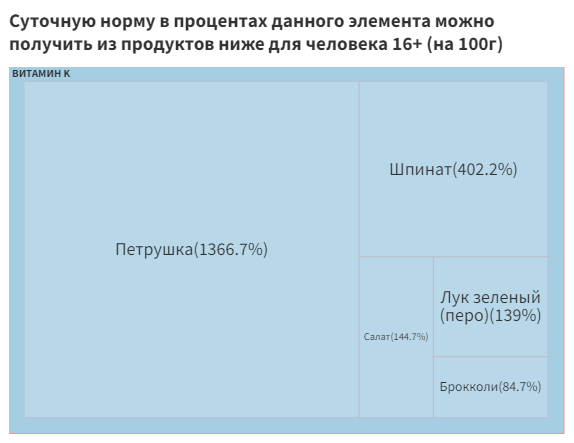 Суточную норму в процентах данного элемента можно
получить из продуктов ниже для человека 16+ (на 100г)
ВИТАМИН К
Петрушка(1366.7%)
Шпинат(402.2%)
Салат(144.7%)
Лук зеленый
(перо)(139%)
Брокколи(84.7%)